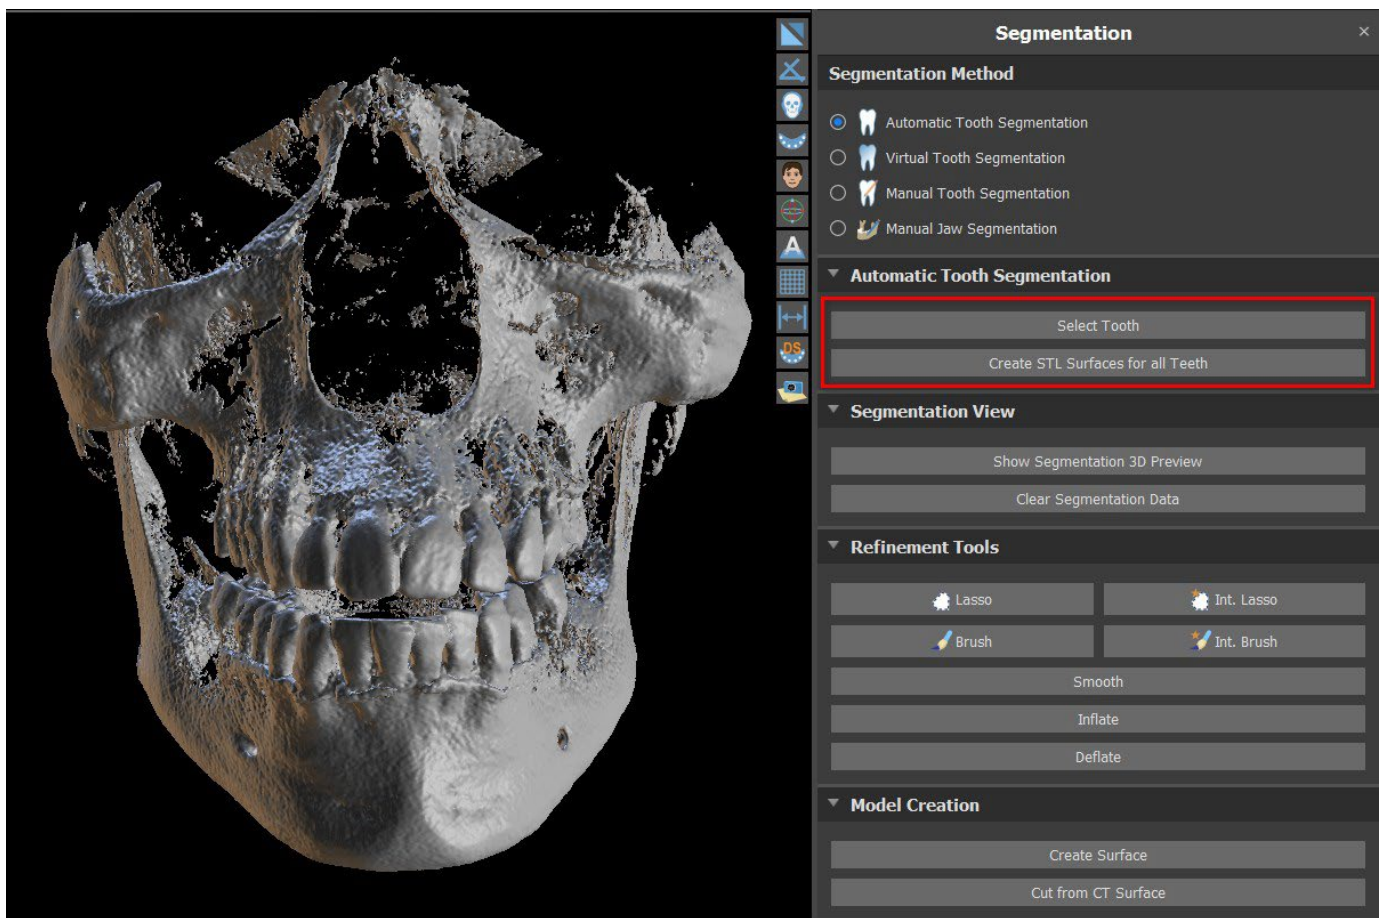 Segmentation
Segmentation Method
Automatic Tooth Segmentation
Virtual Tooth Segmentation
Manual Tooth Segmentation
Manual Jaw Segmentation
Automatic Tooth Segmentation
Select Tooth
Create STL Surfaces for all Teeth
Segmentation View
Show Segmentation 3D Preview
Clear Segmentation Data
Refinement Tools
Lasso
Int. Lasso
Brush
Int. Brush
Smooth
Inflate
Deflate
Model Creation
Create Surface
Cut from CT Surface
A
DS